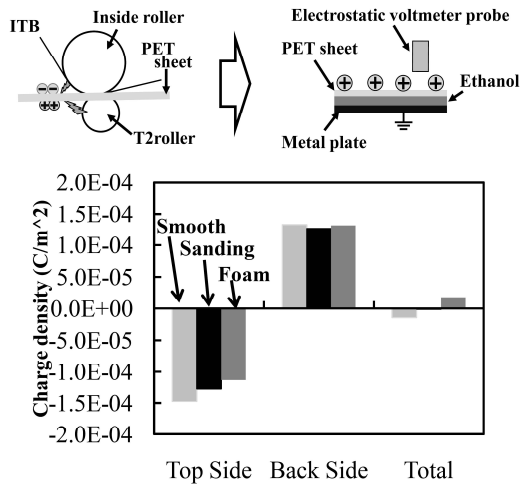 Inside roller
ITB
PET
sheet
T2roller
Electrostatic voltmeter probe
PET sheet
Ethanol
Metal plate
Charge density (C/m^2)
2.0E-04
1.5E-04
1.0E-04
5.0E-05
0.0E+00
-5.0E-05
-1.0E-04
-1.5E-04
-2.0E-04
Smooth
Sanding
Foam
Top Side Back Side Total